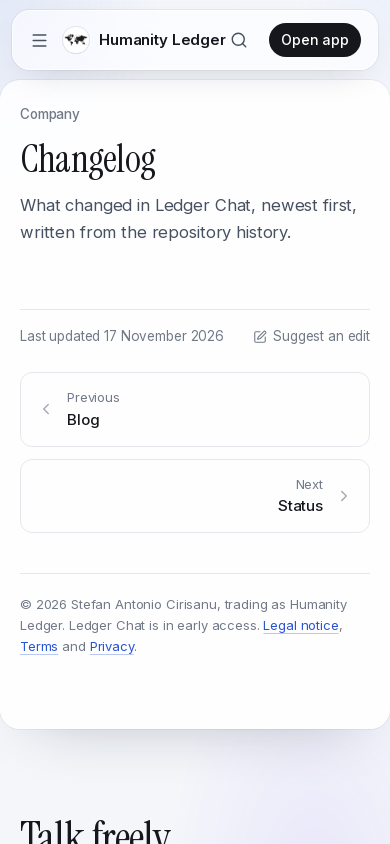 Humanity Ledger
Open app
Company
Changelog
What changed in Ledger Chat, newest first,
written from the repository history.
Last updated 17 November 2026
Suggest an edit
Previous
Blog
Next
Status
© 2026 Stefan Antonio Cirisanu, trading as Humanity
Ledger. Ledger Chat is in early access. Legal notice,
Terms and Privacy.
Talk freely